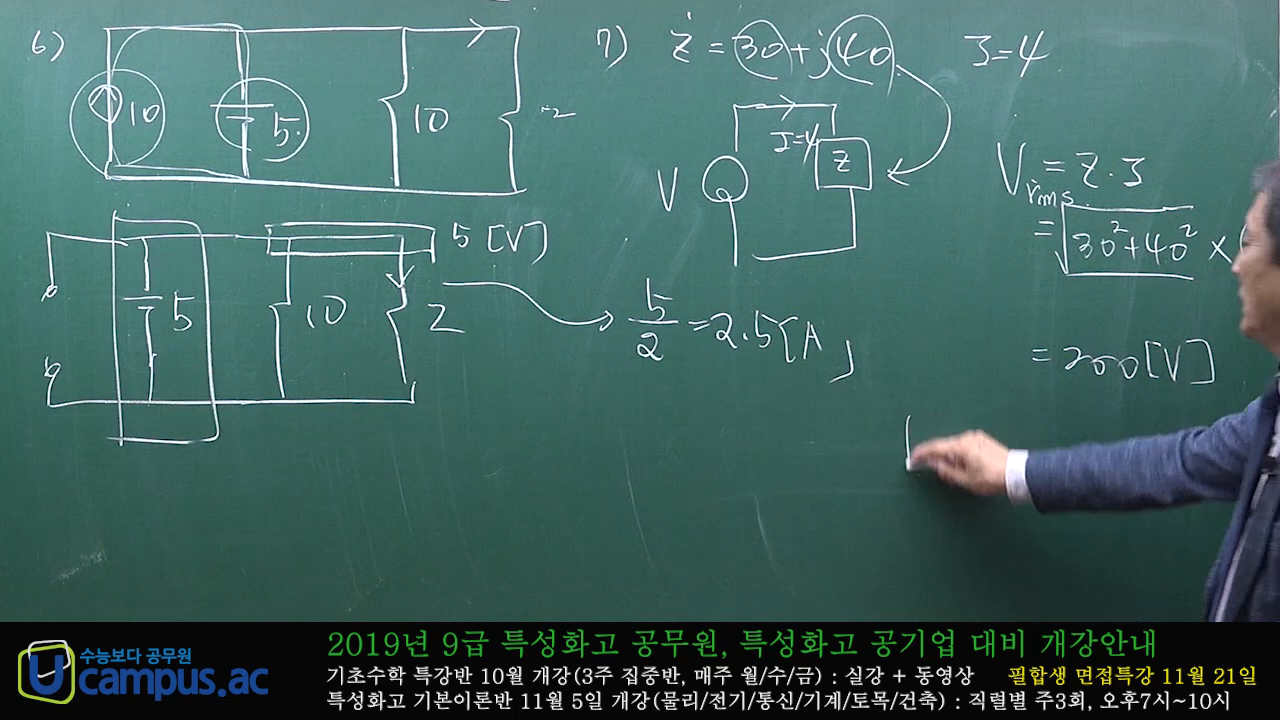 6)
10
5
10
2
5 [V]
5
10
2
5/2 = 2.5 [A]
7) Z = 30 + j40
I = 4
V
I = 4
Z
Vrms = Z · I
= √30² + 40² ×
= 200 [V]
수능보다 공무원
Ucampus.ac
2019년 9급 특성화고 공무원, 특성화고 공기업 대비 개강안내
기초수학 특강반 10월 개강(3주 집중반, 매주 월/수/금) : 실강 + 동영상 필합생 면접특강 11월 21일
특성화고 기본이론반 11월 5일 개강(물리/전기/통신/기계/토목/건축) : 직렬별 주3회, 오후7시~10시